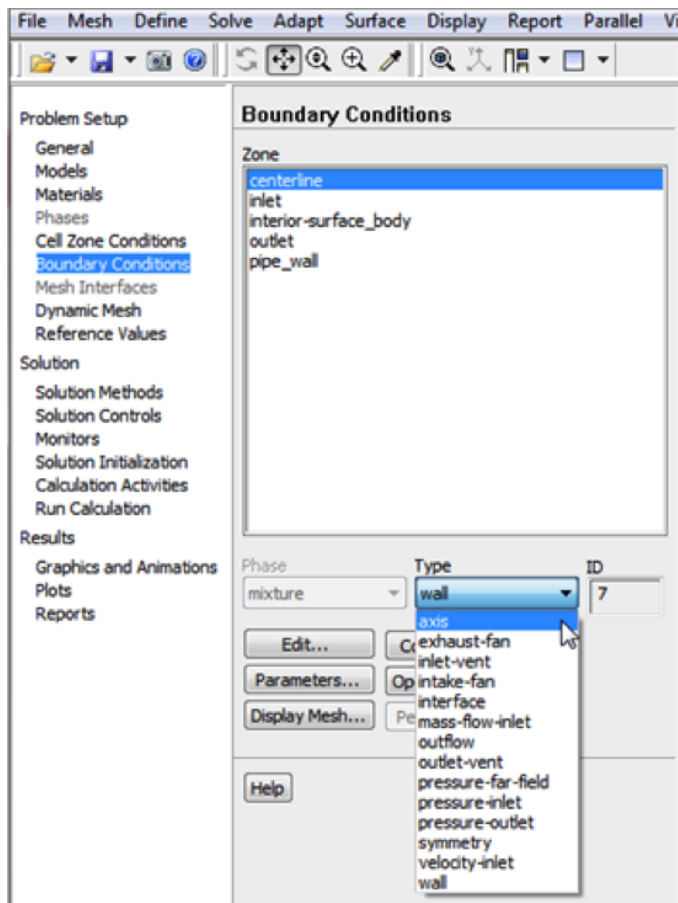 File Mesh Define Solve Adapt Surface Display Report Parallel
Problem Setup
General
Models
Materials
Phases
Cell Zone Conditions
Boundary Conditions
Mesh Interfaces
Dynamic Mesh
Reference Values
Solution
Solution Methods
Solution Controls
Monitors
Solution Initialization
Calculation Activities
Run Calculation
Results
Graphics and Animations
Plots
Reports
Boundary Conditions
Zone
centerline
inlet
interior-surface_body
outlet
pipe_wall
Phase Type ID
mixture wall 7
axis
exhaust-fan
inlet-vent
intake-fan
interface
mass-flow-inlet
outflow
outlet-vent
pressure-far-field
pressure-inlet
pressure-outlet
symmetry
velocity-inlet
wall
Edit...
Parameters...
Display Mesh...
Help